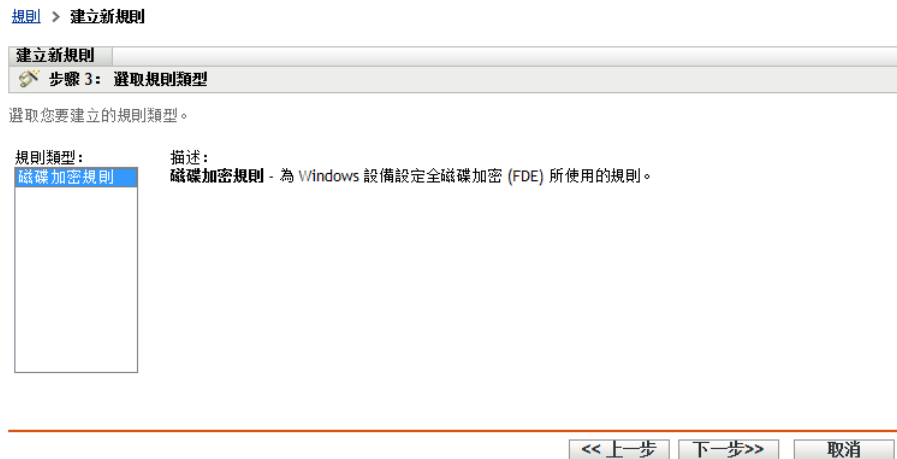 規則 > 建立新規則
建立新規則
步驟 3： 選取規則類型
選取您要建立的規則類型。
規則類型：
描述：
磁碟加密規則
磁碟加密規則 - 為 Windows 設備設定全磁碟加密 (FDE) 所使用的規則。
<< 上一步
下一步>>
取消